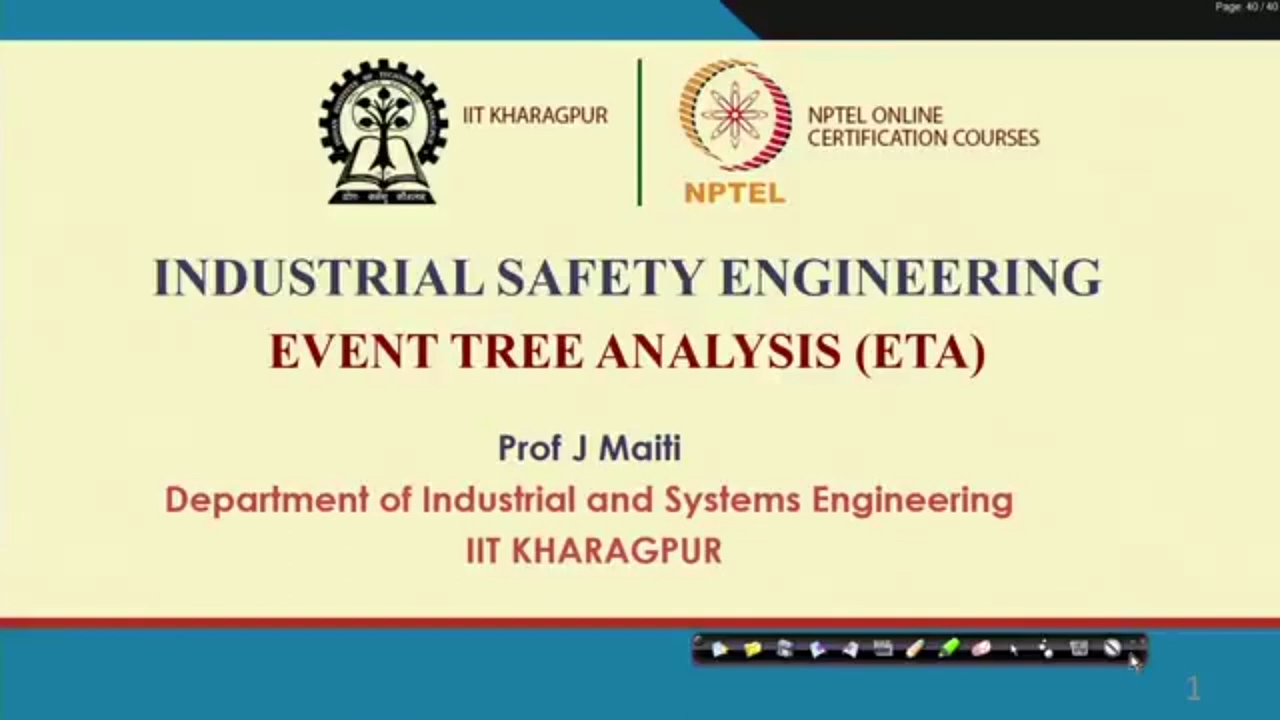 Page: 40 / 40
IIT KHARAGPUR
NPTEL ONLINE
CERTIFICATION COURSES
NPTEL
INDUSTRIAL SAFETY ENGINEERING
EVENT TREE ANALYSIS (ETA)
Prof J Maiti
Department of Industrial and Systems Engineering
IIT KHARAGPUR
1